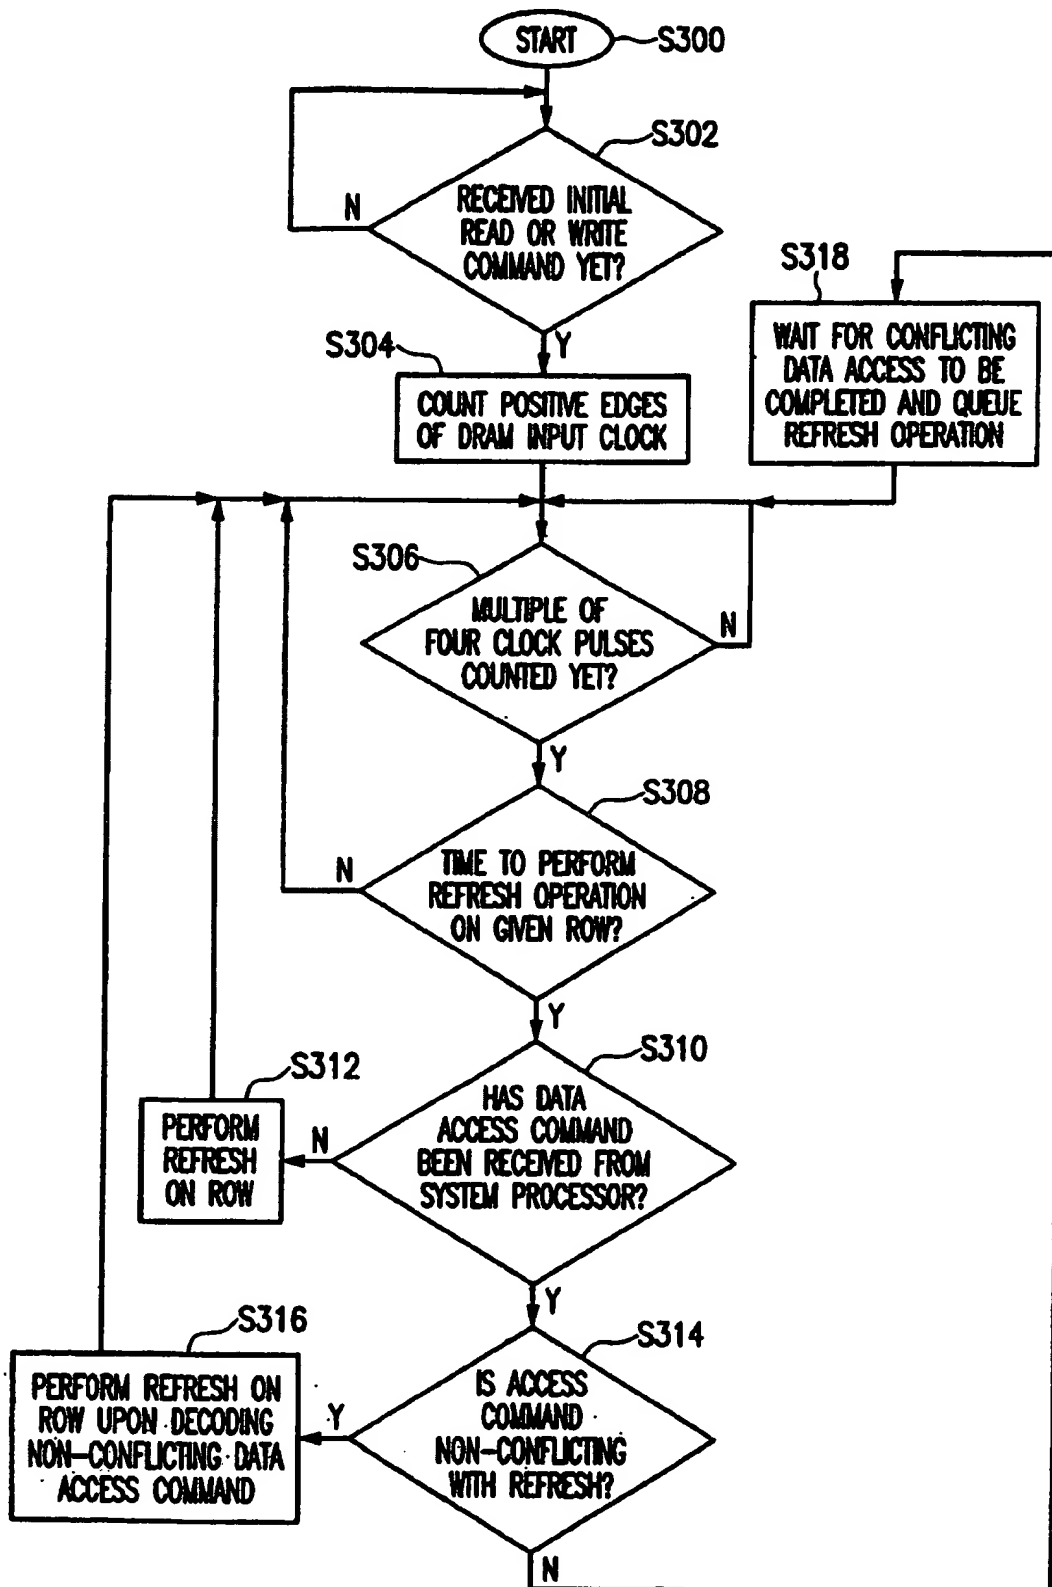 START
S300
S302
RECEIVED INITIAL
READ OR WRITE
COMMAND YET?
N
Y
S318
WAIT FOR CONFLICTING
DATA ACCESS TO BE
COMPLETED AND QUEUE
REFRESH OPERATION
S304
COUNT POSITIVE EDGES
OF DRAM INPUT CLOCK
S306
MULTIPLE OF
FOUR CLOCK PULSES
COUNTED YET?
N
Y
S308
TIME TO PERFORM
REFRESH OPERATION
ON GIVEN ROW?
N
Y
S310
HAS DATA
ACCESS COMMAND
BEEN RECEIVED FROM
SYSTEM PROCESSOR?
N
Y
S312
PERFORM
REFRESH
ON ROW
S314
IS ACCESS
COMMAND
NON-CONFLICTING
WITH REFRESH?
Y
N
S316
PERFORM REFRESH ON
ROW UPON DECODING
NON-CONFLICTING DATA
ACCESS COMMAND